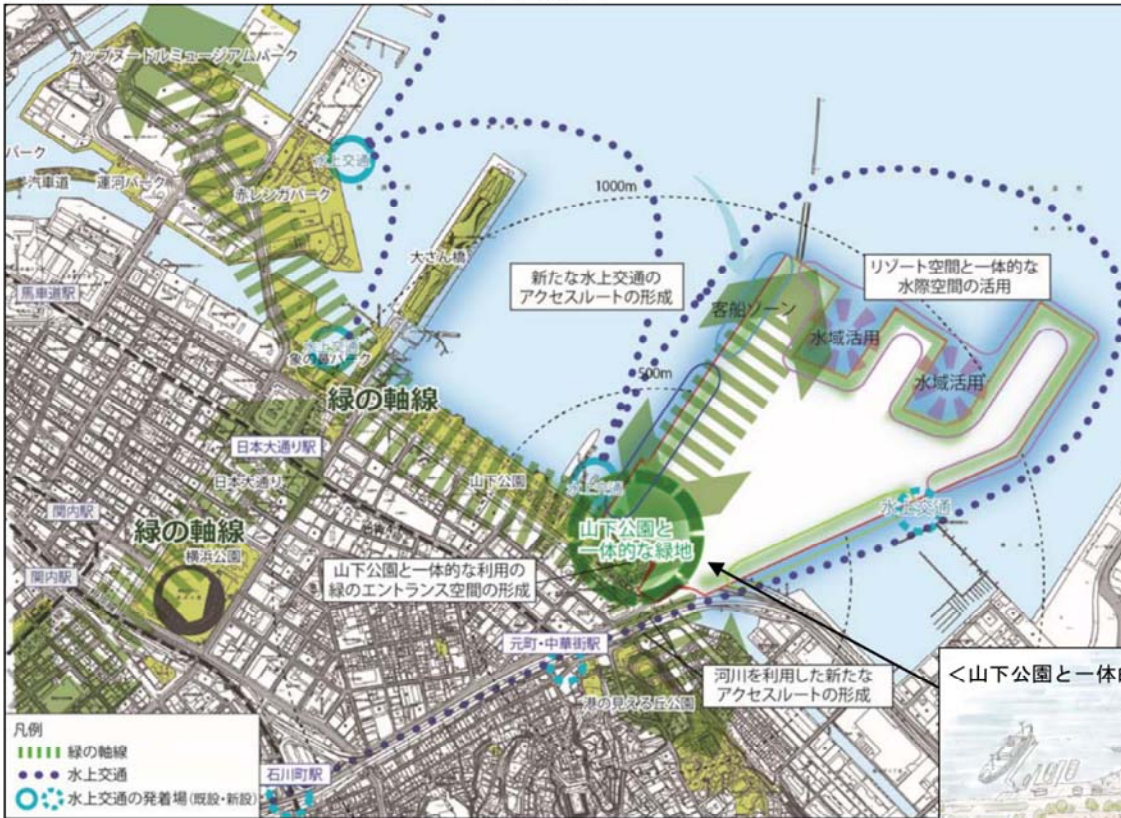 カップヌードルミュージアムパーク
水上交通
パーク
汽車道
運河パーク
赤レンガパーク
1000m
大さん橋
新たな水上交通の
アクセスルートの形成
リゾート空間と一体的な
水際空間の活用
馬車道駅
客船ゾーン
水域活用
水上交通
象の鼻パーク
500m
水域活用
緑の軸線
日本大通り駅
山下公園
水上交通
日本大通り
関内駅
水上交通
緑の軸線
山下公園と
一体的な緑地
横浜公園
関内駅
山下公園と一体的な利用の
緑のエントランス空間の形成
元町・中華街駅
河川を利用した新たな
アクセスルートの形成
港の見える丘公園
＜山下公園と一体的
凡例
緑の軸線
水上交通
水上交通の発着場(既設・新設)
石川町駅